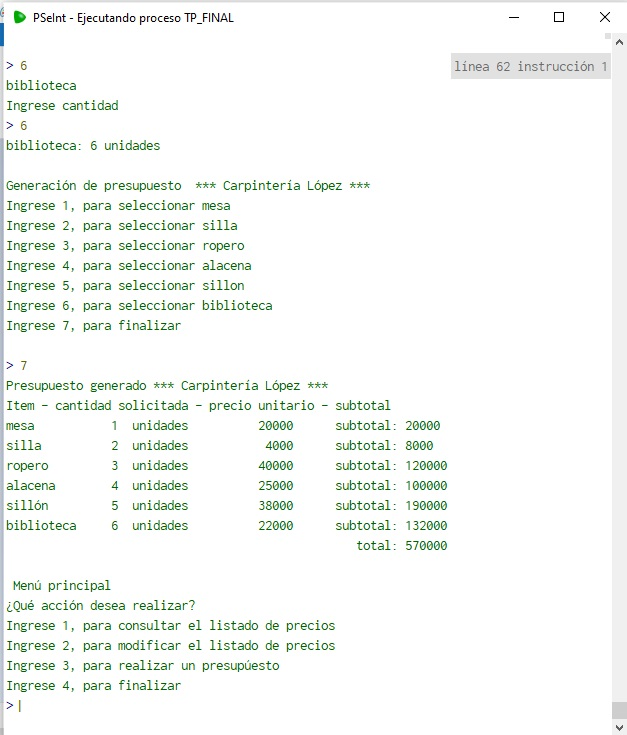 PSeInt - Ejecutando proceso TP_FINAL
> 6
línea 62 instrucción 1
biblioteca
Ingrese cantidad
> 6
biblioteca: 6 unidades
Generación de presupuesto  *** Carpintería López ***
Ingrese 1, para seleccionar mesa
Ingrese 2, para seleccionar silla
Ingrese 3, para seleccionar ropero
Ingrese 4, para seleccionar alacena
Ingrese 5, para seleccionar sillon
Ingrese 6, para seleccionar biblioteca
Ingrese 7, para finalizar
> 7
Presupuesto generado *** Carpintería López ***
Item - cantidad solicitada - precio unitario - subtotal
mesa           1  unidades          20000      subtotal: 20000
silla          2  unidades           4000      subtotal: 8000
ropero         3  unidades          40000      subtotal: 120000
alacena        4  unidades          25000      subtotal: 100000
sillón         5  unidades          38000      subtotal: 190000
biblioteca     6  unidades          22000      subtotal: 132000
total: 570000
Menú principal
¿Qué acción desea realizar?
Ingrese 1, para consultar el listado de precios
Ingrese 2, para modificar el listado de precios
Ingrese 3, para realizar un presupúesto
Ingrese 4, para finalizar
>